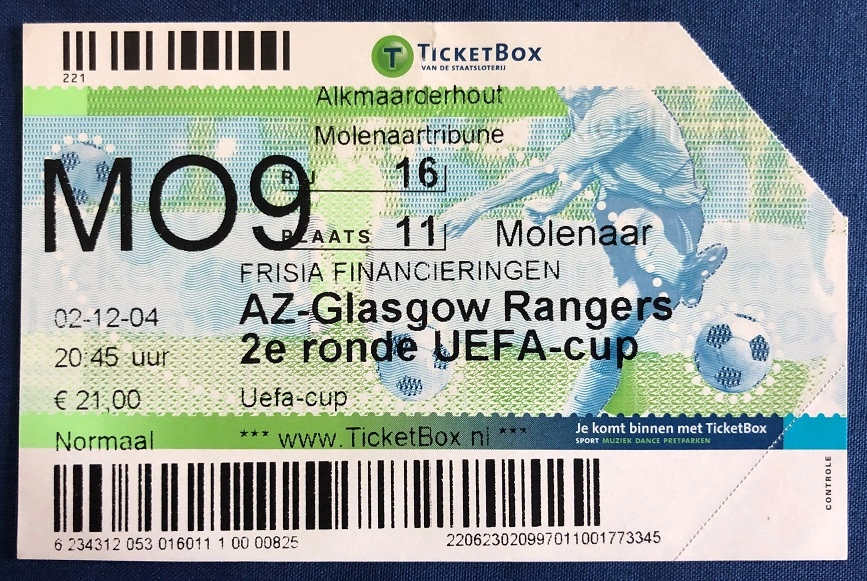 221
T TICKETBOX
VAN DE STAATSLOTERIJ
Alkmaarderhout
Molenaartribune
MO9
RIJ 16
PLAATS 11 Molenaar
FRISIA FINANCIERINGEN
02-12-04 AZ-Glasgow Rangers
20:45 uur 2e ronde UEFA-cup
€ 21,00 Uefa-cup
Normaal *** www.TicketBox nl ***
Je komt binnen met TicketBox
SPORT MUZIEK DANCE PRETPARKEN
CONTROLE
6 234312 053 016011 1 00 00825 220623020997011001773345